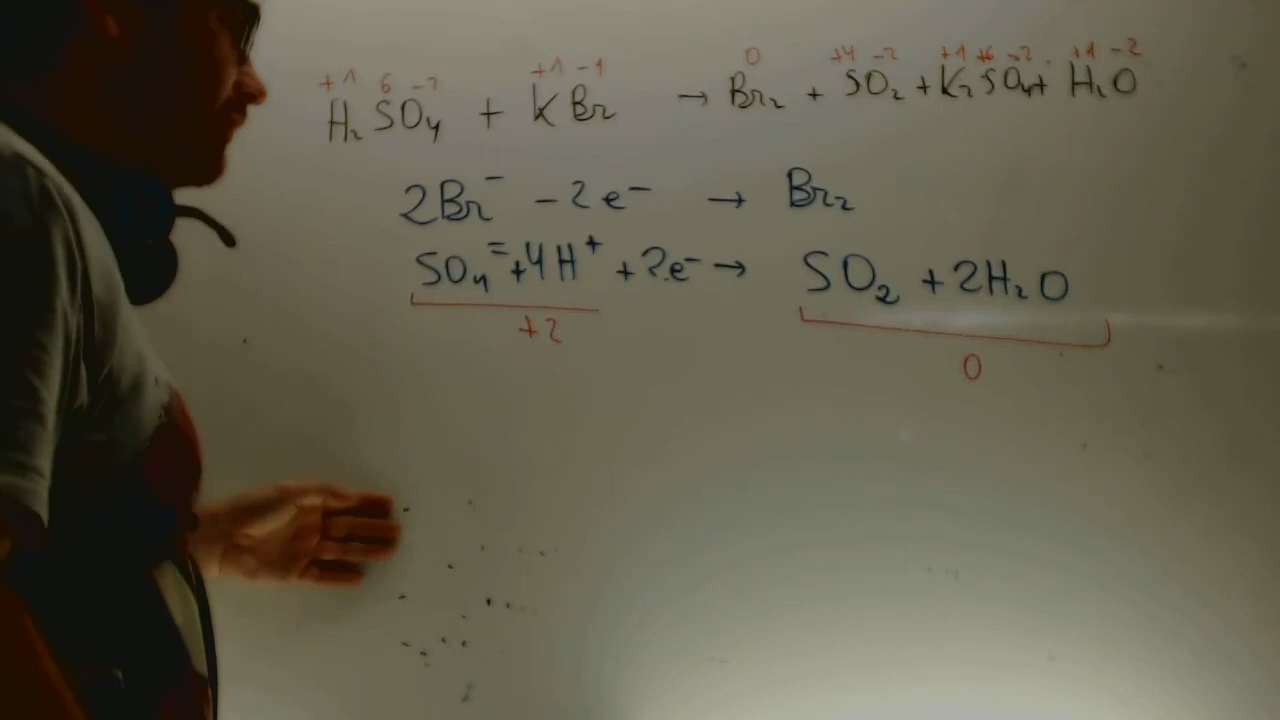 +1 6 -2 +1 -1 0 +4 -2 +1 +6 -2 +1 -2
H₂SO₄ + KBr → Br₂ + SO₂ + K₂SO₄ + H₂O
2Br⁻ - 2e⁻ → Br₂
SO₄⁼ + 4H⁺ + 2e⁻ → SO₂ + 2H₂O
+2 0